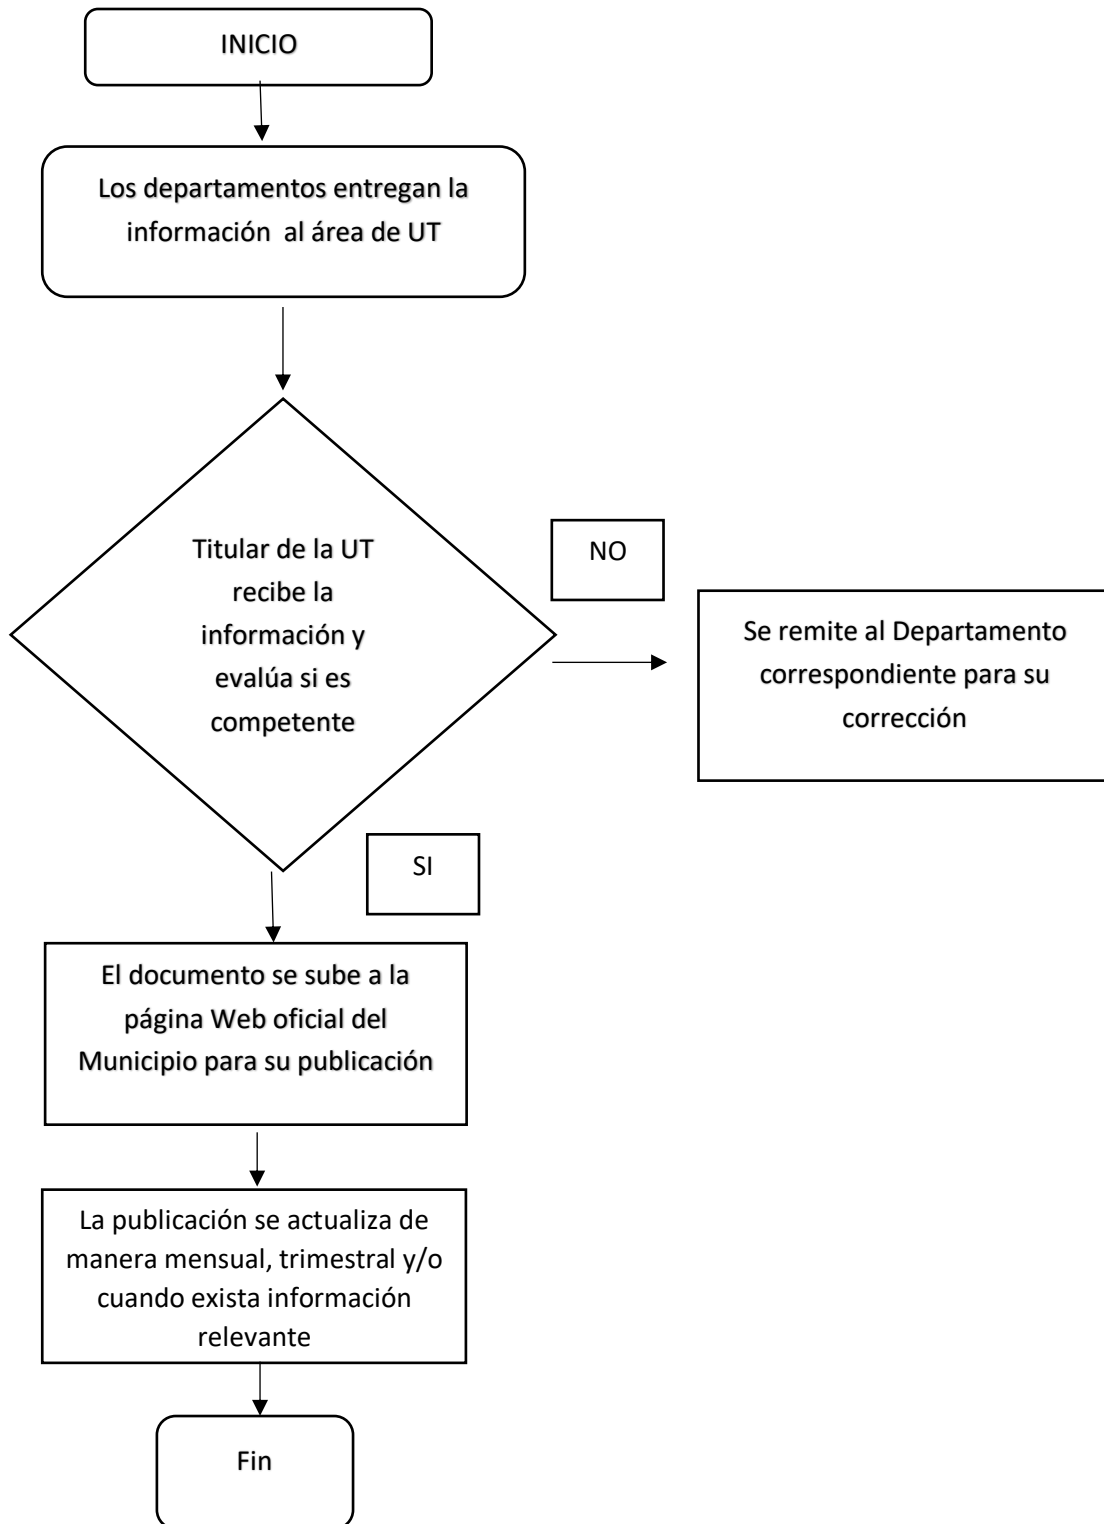 INICIO
Los departamentos entregan la
información al área de UT
Titular de la UT
recibe la
información y
evalúa si es
competente
NO
Se remite al Departamento
correspondiente para su
corrección
SI
El documento se sube a la
página Web oficial del
Municipio para su publicación
La publicación se actualiza de
manera mensual, trimestral y/o
cuando exista información
relevante
Fin